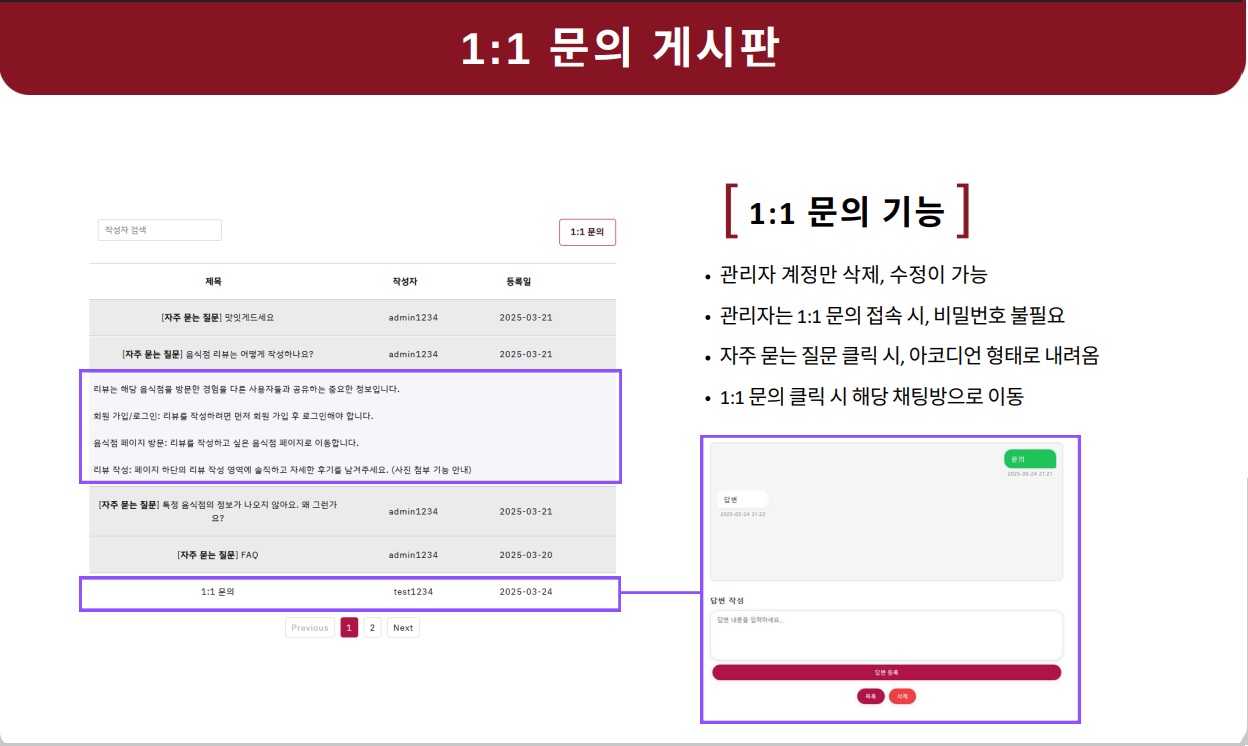 1:1 문의 게시판
작성자 검색
1:1 문의
제목 작성자 등록일
[자주 묻는 질문] 맛잇게드세요 admin1234 2025-03-21
[자주 묻는 질문] 음식점 리뷰는 어떻게 작성하나요? admin1234 2025-03-21
리뷰는 해당 음식점을 방문한 경험을 다른 사용자들과 공유하는 중요한 정보입니다.
회원 가입/로그인: 리뷰를 작성하려면 먼저 회원 가입 후 로그인해야 합니다.
음식점 페이지 방문: 리뷰를 작성하고 싶은 음식점 페이지로 이동합니다.
리뷰 작성: 페이지 하단의 리뷰 작성 영역에 솔직하고 자세한 후기를 남겨주세요. (사진 첨부 기능 안내)
[자주 묻는 질문] 특정 음식점의 정보가 나오지 않아요. 왜 그런가
요? admin1234 2025-03-21
[자주 묻는 질문] FAQ admin1234 2025-03-20
1:1 문의 test1234 2025-03-24
Previous 1 2 Next
[ 1:1 문의 기능 ]
• 관리자 계정만 삭제, 수정이 가능
• 관리자는 1:1 문의 접속 시, 비밀번호 불필요
• 자주 묻는 질문 클릭 시, 아코디언 형태로 내려옴
• 1:1 문의 클릭 시 해당 채팅방으로 이동
문의
2025-03-24 21:21
답변
2025-03-24 21:22
답변 작성
답변 내용을 입력하세요...
답변 등록
목록 삭제